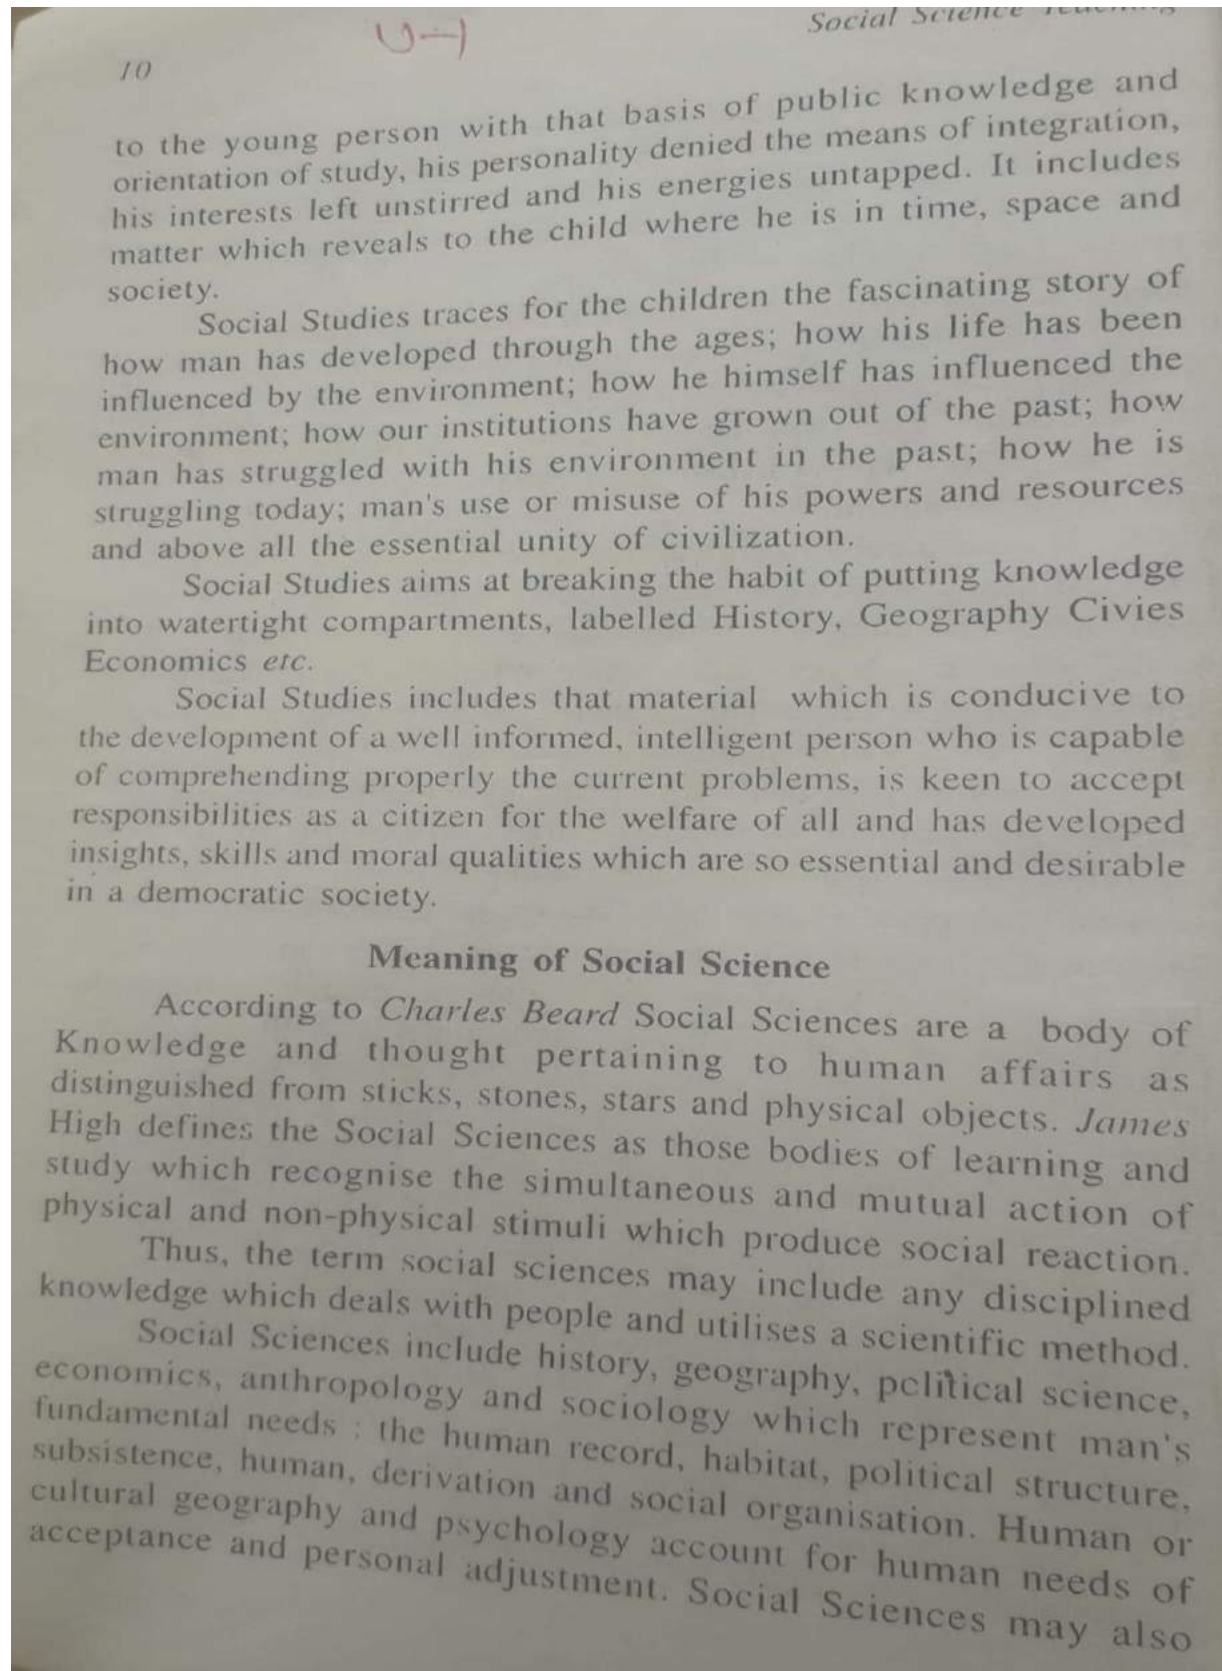 U-1
Social Science Teaching
10
to the young person with that basis of public knowledge and
orientation of study, his personality denied the means of integration,
his interests left unstirred and his energies untapped. It includes
matter which reveals to the child where he is in time, space and
society.
Social Studies traces for the children the fascinating story of
how man has developed through the ages; how his life has been
influenced by the environment; how he himself has influenced the
environment; how our institutions have grown out of the past; how
man has struggled with his environment in the past; how he is
struggling today; man's use or misuse of his powers and resources
and above all the essential unity of civilization.
Social Studies aims at breaking the habit of putting knowledge
into watertight compartments, labelled History, Geography Civies
Economics etc.
Social Studies includes that material which is conducive to
the development of a well informed, intelligent person who is capable
of comprehending properly the current problems, is keen to accept
responsibilities as a citizen for the welfare of all and has developed
insights, skills and moral qualities which are so essential and desirable
in a democratic society.
Meaning of Social Science
According to Charles Beard Social Sciences are a body of
Knowledge and thought pertaining to human affairs as
distinguished from sticks, stones, stars and physical objects. James
High defines the Social Sciences as those bodies of learning and
study which recognise the simultaneous and mutual action of
physical and non-physical stimuli which produce social reaction.
Thus, the term social sciences may include any disciplined
knowledge which deals with people and utilises a scientific method.
Social Sciences include history, geography, political science,
economics, anthropology and sociology which represent man's
fundamental needs : the human record, habitat, political structure,
subsistence, human, derivation and social organisation. Human or
cultural geography and psychology account for human needs of
acceptance and personal adjustment. Social Sciences may also